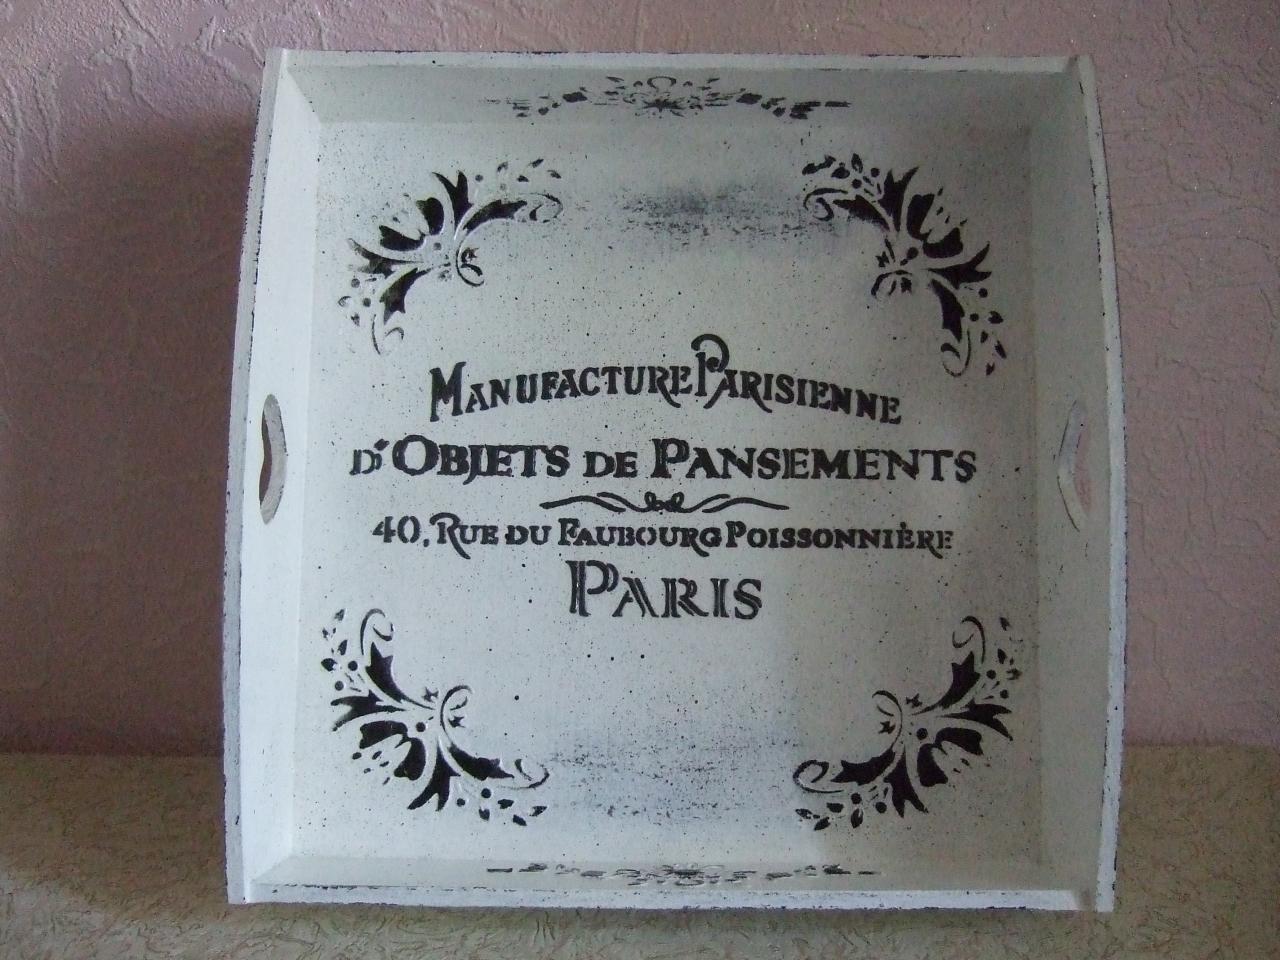 Manufacture Parisienne
d'Objets de Pansements
40, Rue du Faubourg Poissonnière
Paris